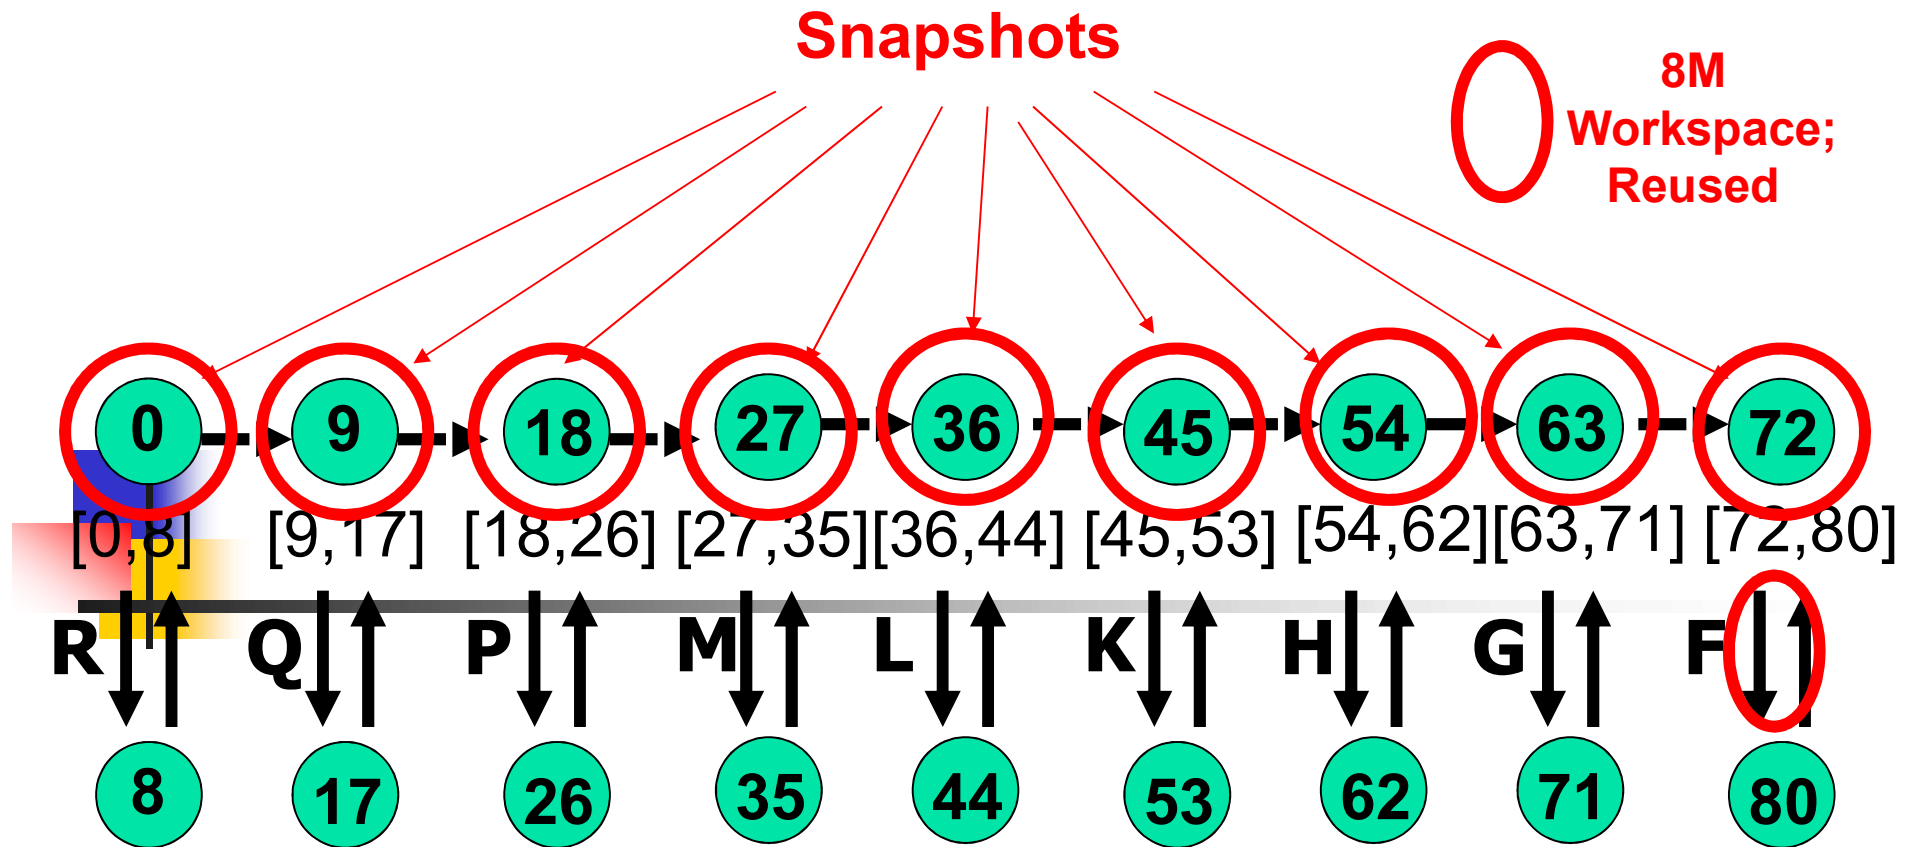 Snapshots
8M
Workspace;
Reused
0 9 18 27 36 45 54 63 72
[0,8] [9,17] [18,26] [27,35] [36,44] [45,53] [54,62] [63,71] [72,80]
R Q P M L K H G F
8 17 26 35 44 53 62 71 80